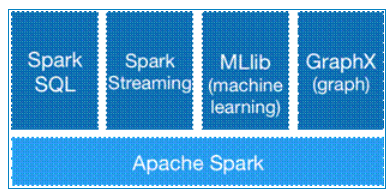 Spark
SQL
Spark
Streaming
MLlib
(machine
learning)
GraphX
(graph)
Apache Spark